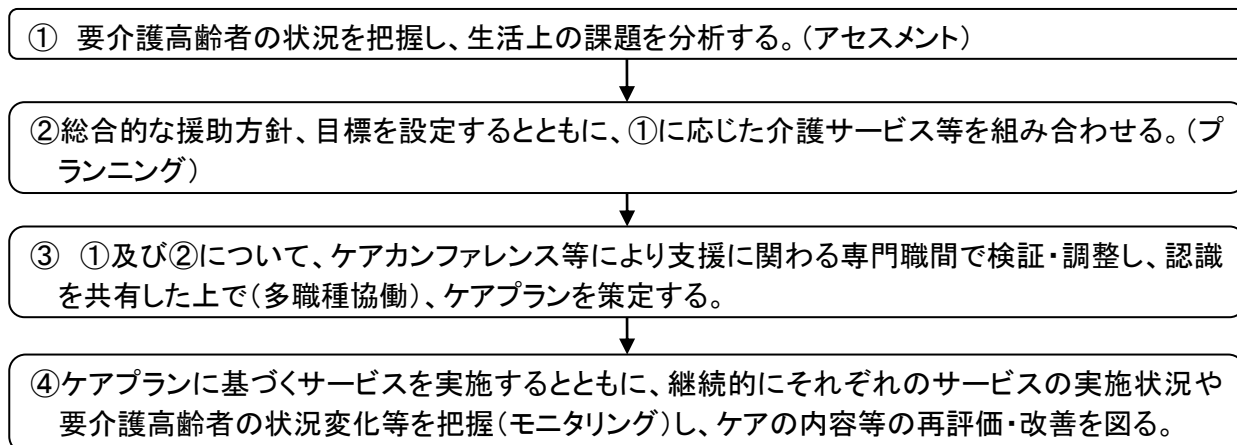 ① 要介護高齢者の状況を把握し、生活上の課題を分析する。(アセスメント)
②総合的な援助方針、目標を設定するとともに、①に応じた介護サービス等を組み合わせる。(プ
ランニング)
③ ①及び②について、ケアカンファレンス等により支援に関わる専門職間で検証・調整し、認識
を共有した上で(多職種協働)、ケアプランを策定する。
④ケアプランに基づくサービスを実施するとともに、継続的にそれぞれのサービスの実施状況や
要介護高齢者の状況変化等を把握(モニタリング)し、ケアの内容等の再評価・改善を図る。